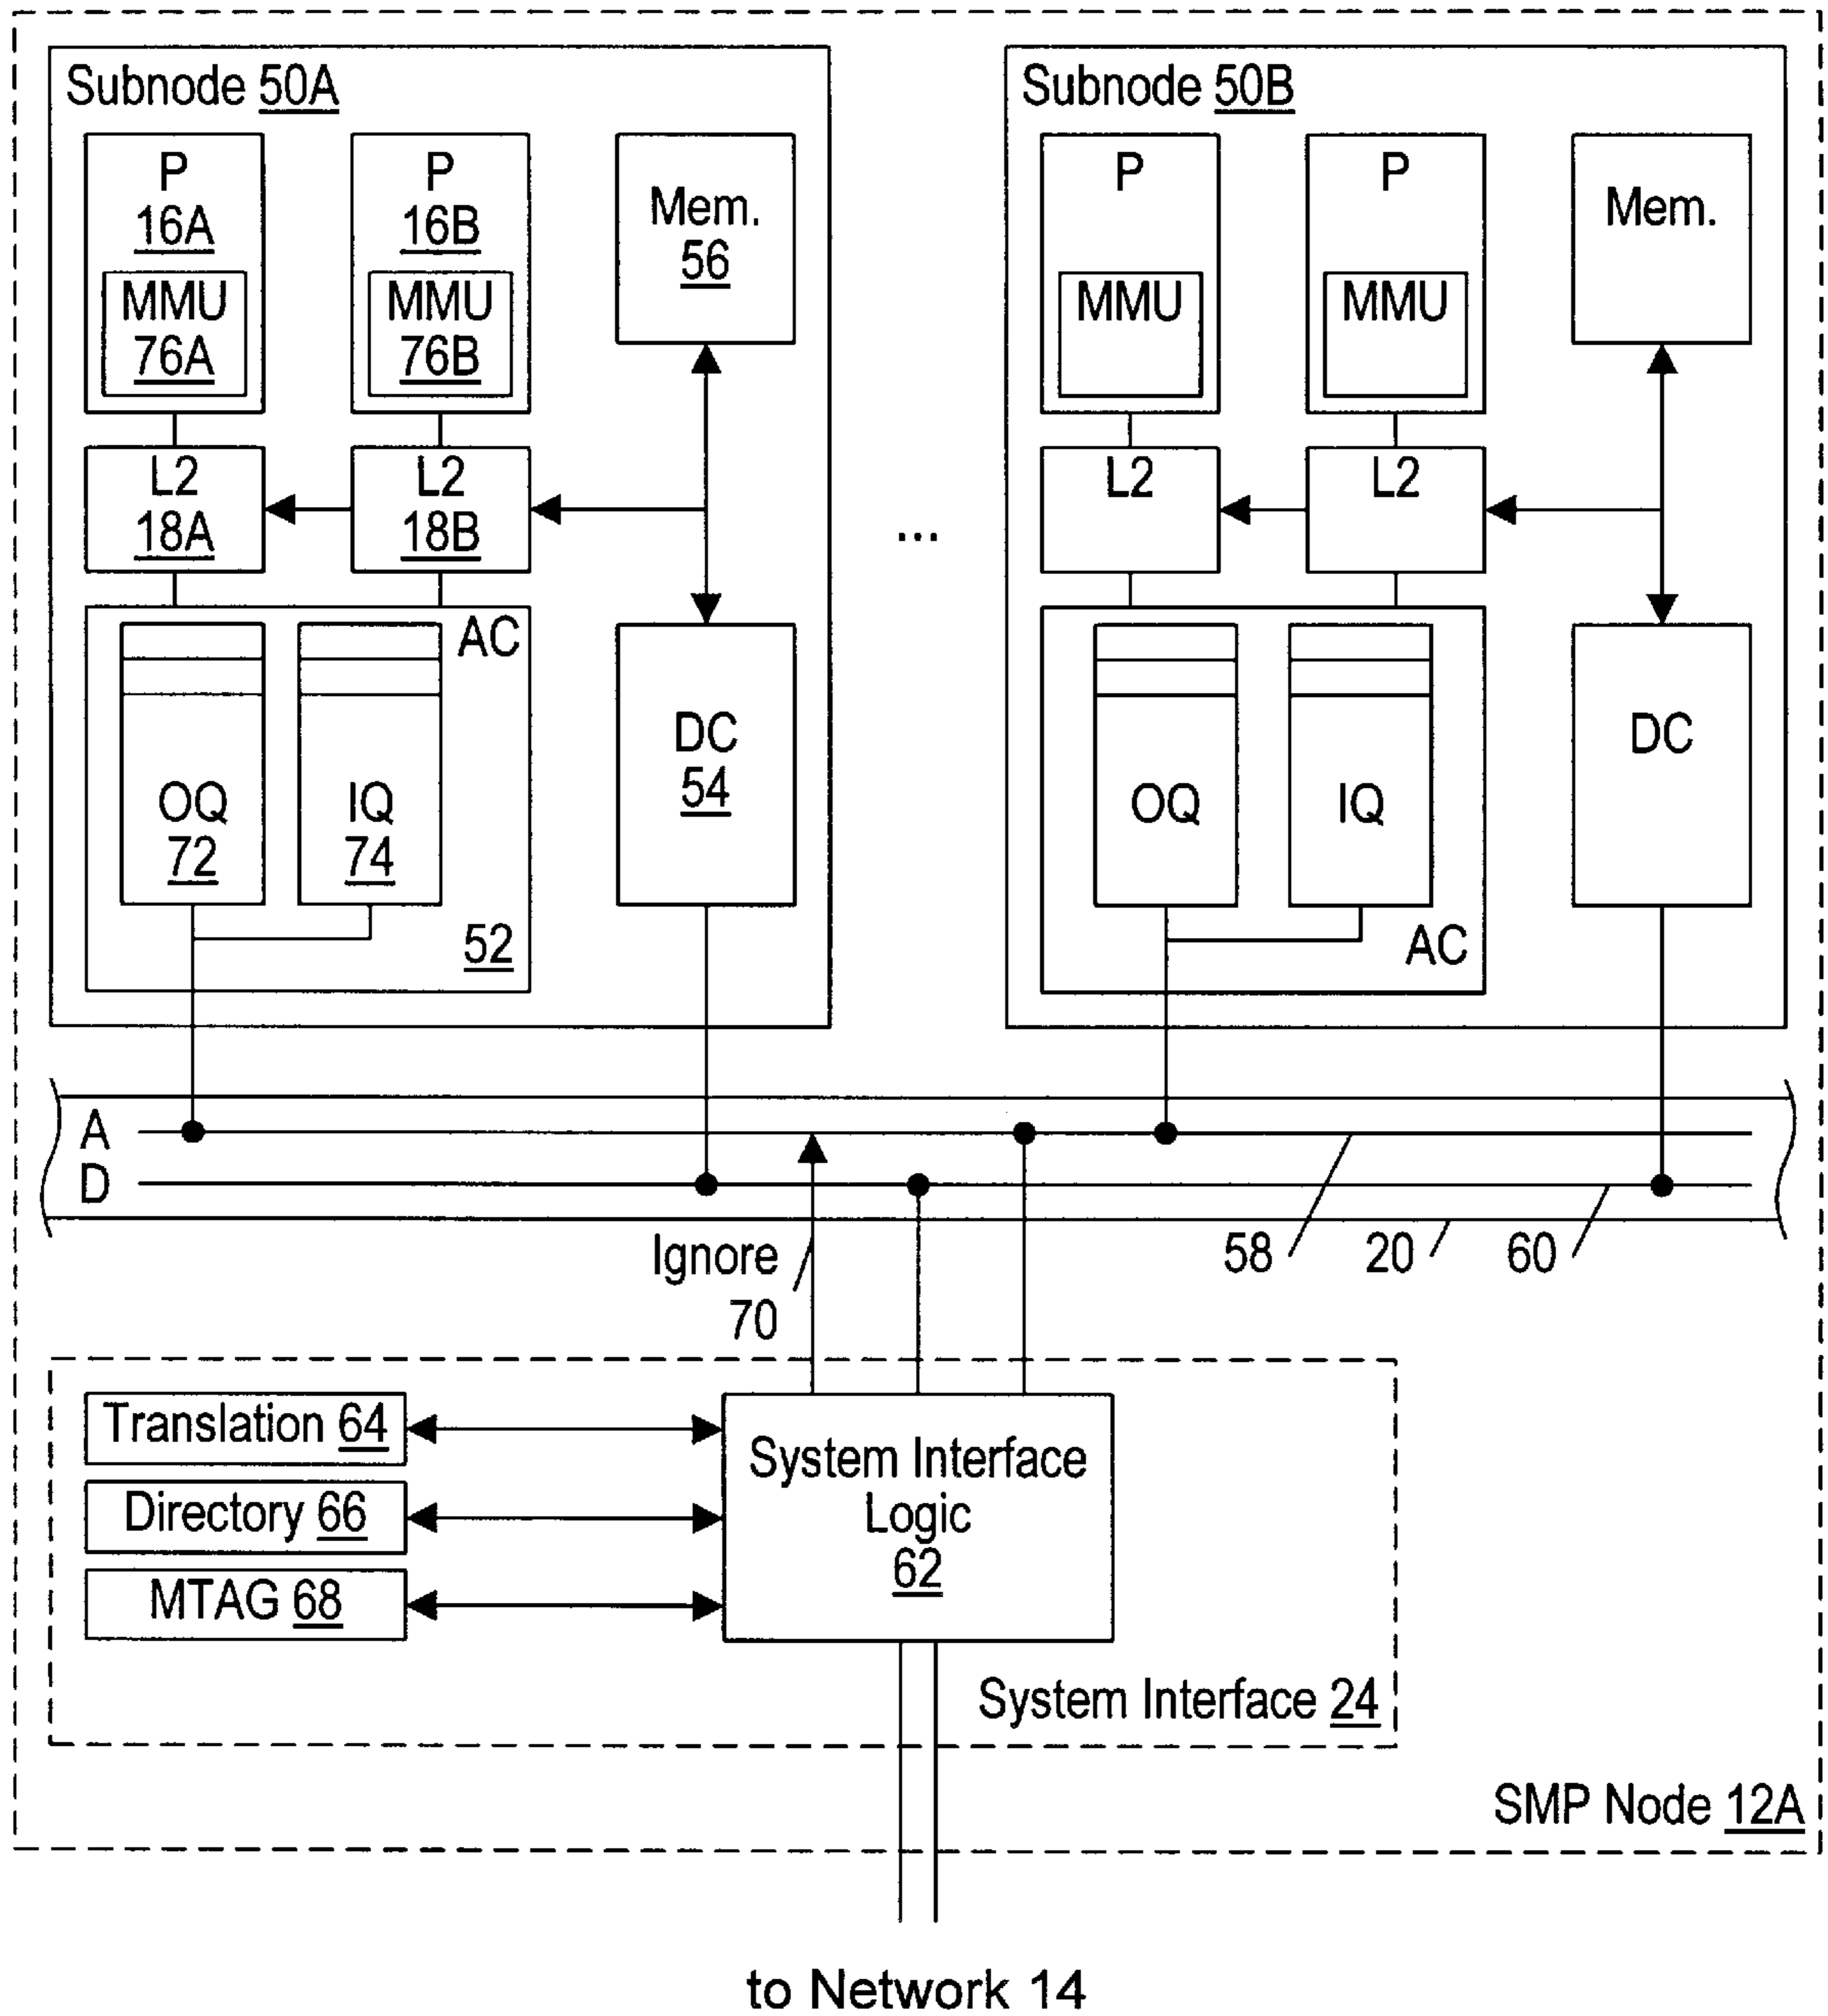 Subnode 50A
P
16A
MMU
76A
P
16B
MMU
76B
Mem.
56
L2
18A
L2
18B
AC
OQ
72
IQ
74
52
DC
54
...
Subnode 50B
P
MMU
P
MMU
Mem.
L2
L2
OQ
IQ
AC
DC
A
D
58
20
60
Ignore
70
Translation 64
Directory 66
MTAG 68
System Interface
Logic
62
System Interface 24
SMP Node 12A
to Network 14